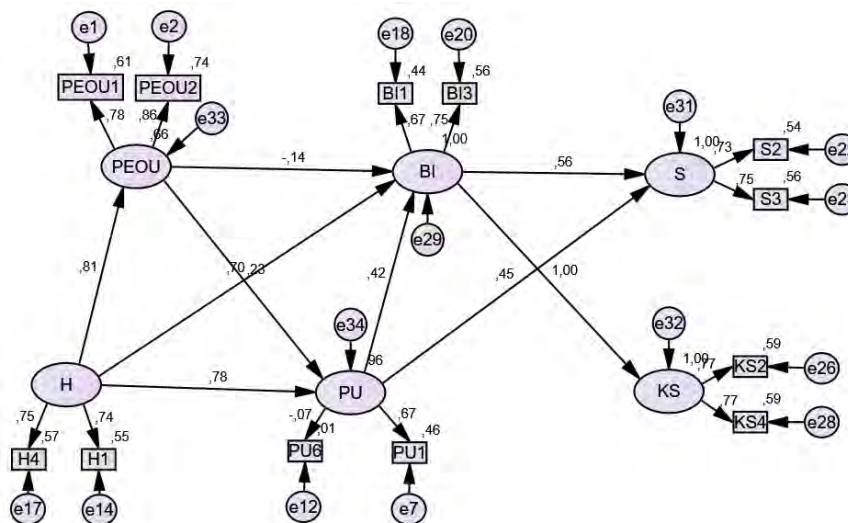 e1
e2
,61
,74
PEOU1
PEOU2
,78
,86
,66
e33
PEOU
e18
e20
,44
,56
BI1
BI3
,67
,75
1,00
BI
e29
-,14
,56
e31
1,00
,73
,54
S2
S
,75
,56
S3
,81
,70
,23
,42
,45
1,00
e34
,96
PU
H
,78
,75
,57
,74
,55
H4
H1
e17
e14
-,07
,01
PU6
,67
,46
PU1
e12
e7
e32
1,00
,77
,59
KS2
e26
KS
,77
,59
KS4
e28